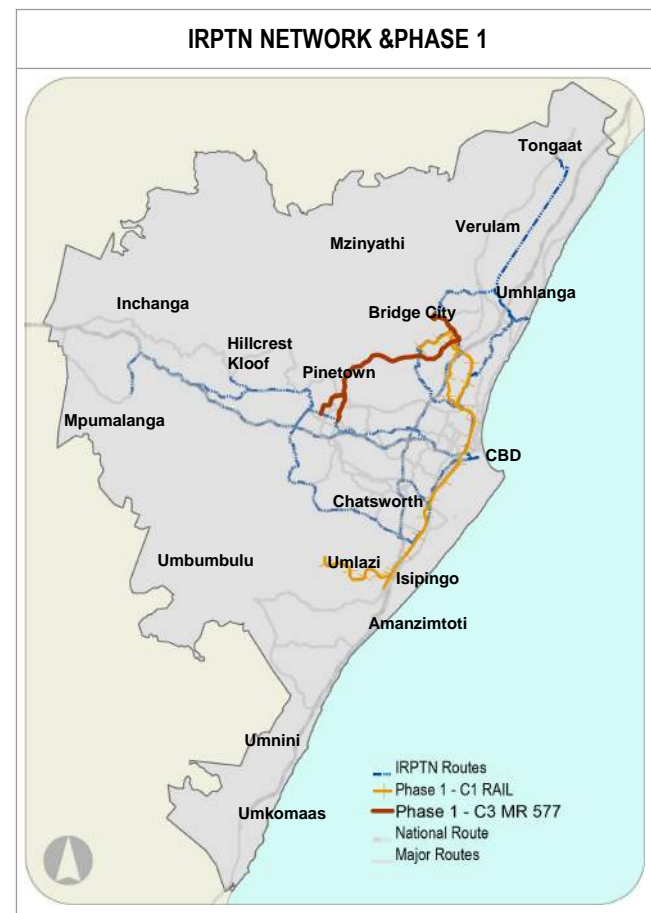 IRPTN NETWORK &PHASE 1
Tongaat
Verulam
Mzinyathi
Umhlanga
Inchanga
Bridge City
Hillcrest
Kloof
Pinetown
Mpumalanga
CBD
Chatsworth
Umbumbulu
Umlazi
Isipingo
Amanzimtoti
Umnini
Umkomaas
IRPTN Routes
Phase 1 - C1 RAIL
Phase 1 - C3 MR 577
National Route
Major Routes